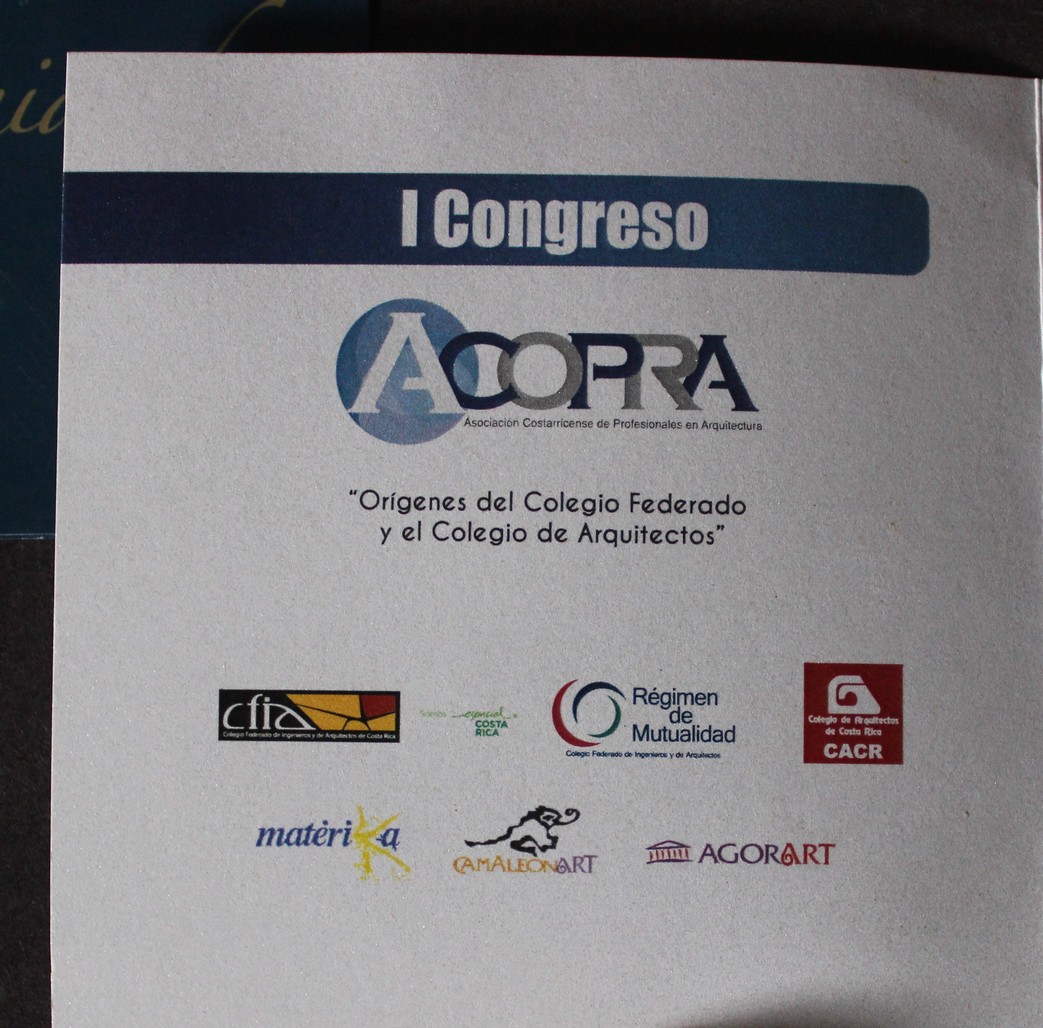 I Congreso
ACOPRA
Asociación Costarricense de Profesionales en Arquitectura
“Orígenes del Colegio Federado
y el Colegio de Arquitectos”
cfia
Colegio Federado de Ingenieros y de Arquitectos de Costa Rica
esencial
COSTA
RICA
Régimen
de
Mutualidad
Colegio Federado de Ingenieros y de Arquitectos
Colegio de Arquitectos
de Costa Rica
CACR
matériKa
CAMALEONART
AGORART